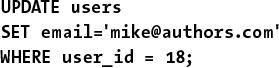 UPDATE users
SET email='mike@authors.com'
WHERE user_id = 18;